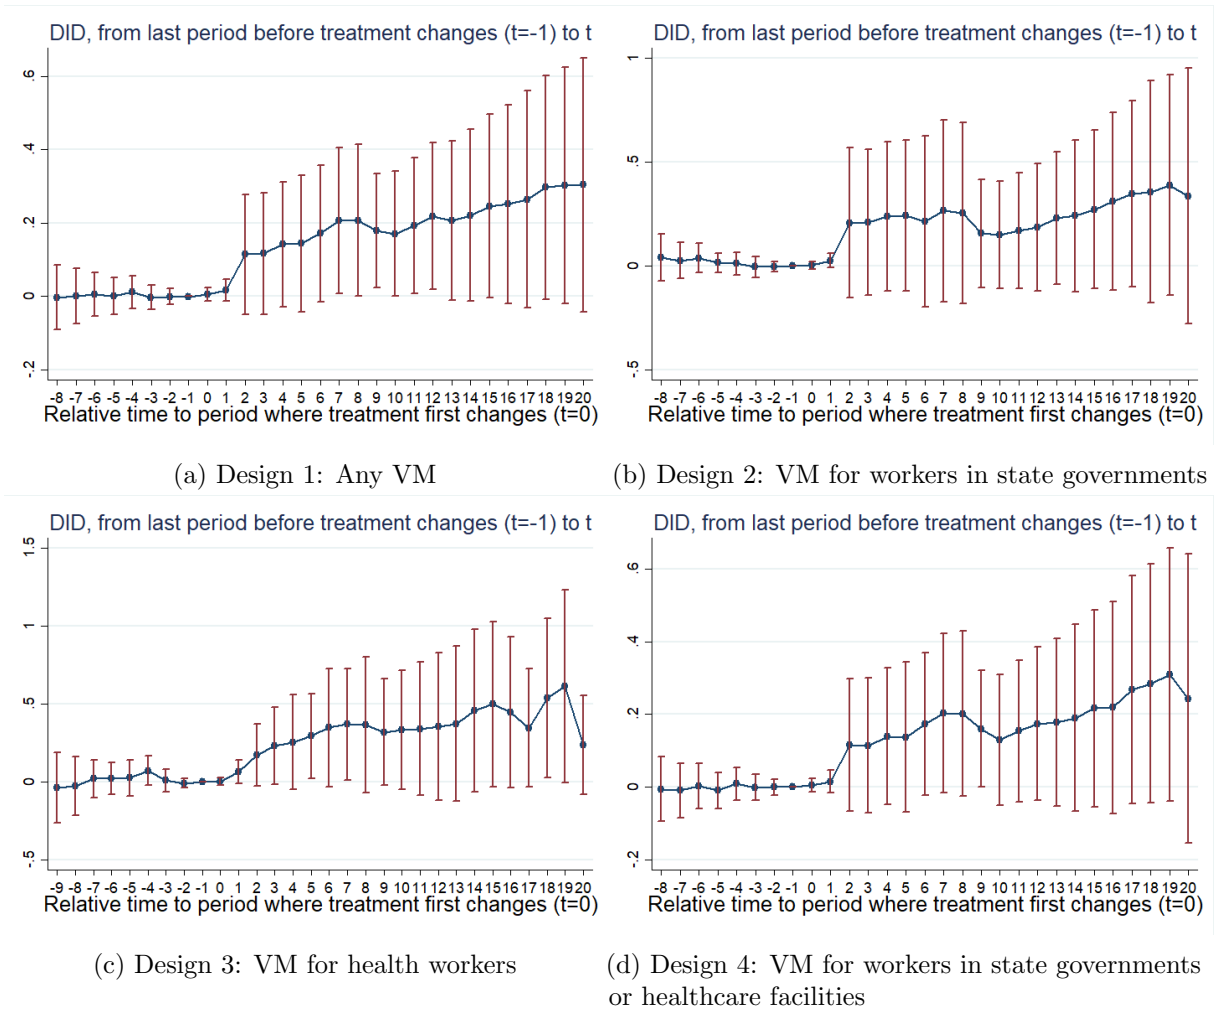 DID, from last period before treatment changes (t=-1) to t
.6
.4
.2
0
-.2
-8 -7 -6 -5 -4 -3 -2 -1 0 1 2 3 4 5 6 7 8 9 10 11 12 13 14 15 16 17 18 19 20
Relative time to period where treatment first changes (t=0)
(a) Design 1: Any VM
DID, from last period before treatment changes (t=-1) to t
1
.5
0
-.5
-8 -7 -6 -5 -4 -3 -2 -1 0 1 2 3 4 5 6 7 8 9 10 11 12 13 14 15 16 17 18 19 20
Relative time to period where treatment first changes (t=0)
(b) Design 2: VM for workers in state governments
DID, from last period before treatment changes (t=-1) to t
1.5
1
.5
0
-.5
-9 -8 -7 -6 -5 -4 -3 -2 -1 0 1 2 3 4 5 6 7 8 9 10 11 12 13 14 15 16 17 18 19 20
Relative time to period where treatment first changes (t=0)
(c) Design 3: VM for health workers
DID, from last period before treatment changes (t=-1) to t
.6
.4
.2
0
-.2
-8 -7 -6 -5 -4 -3 -2 -1 0 1 2 3 4 5 6 7 8 9 10 11 12 13 14 15 16 17 18 19 20
Relative time to period where treatment first changes (t=0)
(d) Design 4: VM for workers in state governments
or healthcare facilities